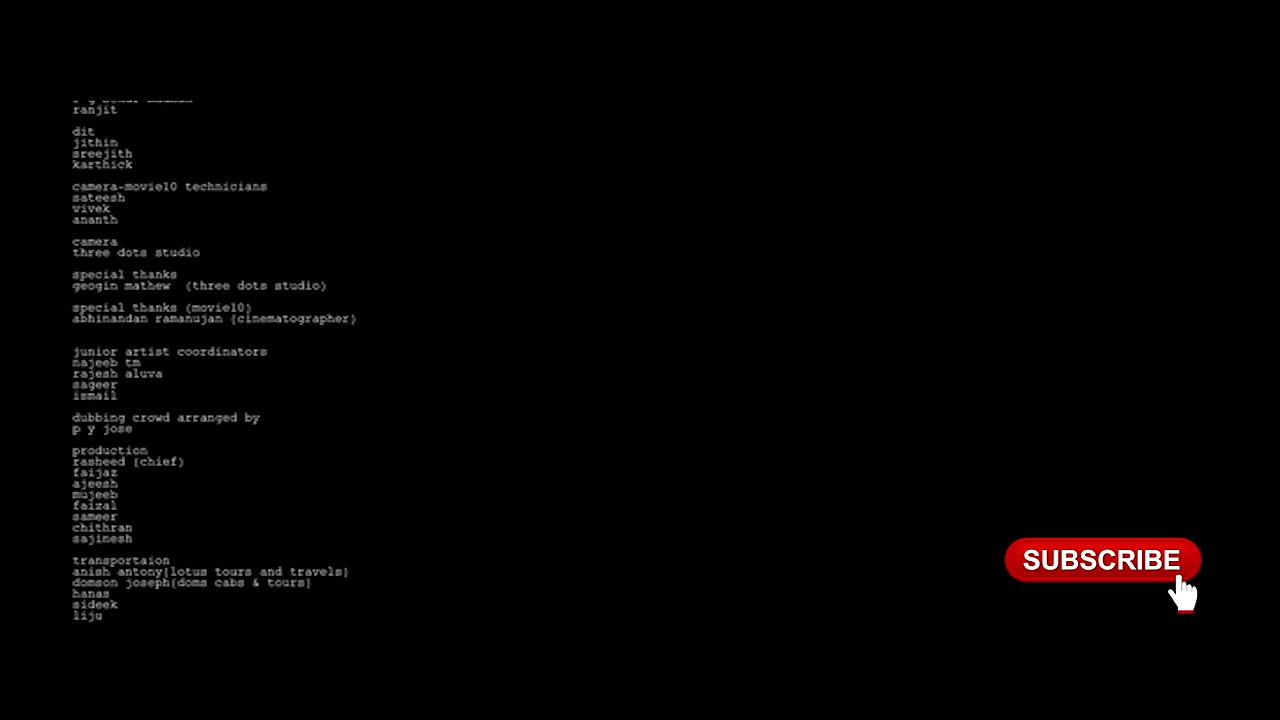 ranjit
dit
jithin
sreejith
karthick
camera-movie10 technicians
sateesh
vivek
ananth
camera
three dots studio
special thanks
geogin mathew (three dots studio)
special thanks (movie10)
abhinandan ramanujan (cinematographer)
junior artist coordinators
najeeb tm
rajesh aluva
sageer
ismail
dubbing crowd arranged by
p y jose
production
rasheed (chief)
faijaz
ajeesh
mujeeb
faizal
sameer
chithran
sajinesh
transportaion
anish antony(lotus tours and travels)
domson joseph(doms cabs & tours)
hanas
sideek
liju
SUBSCRIBE